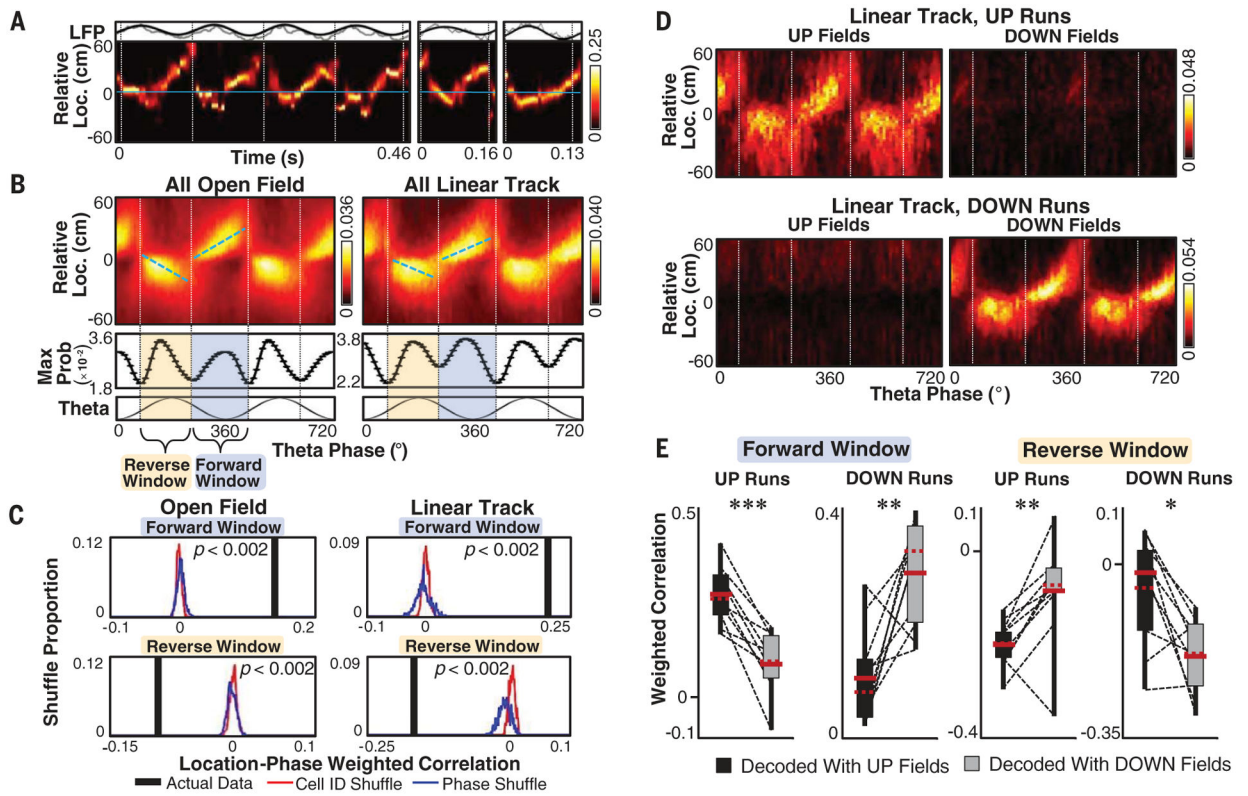 A
LFP
60
0
-60
Relative
Loc. (cm)
0.25
0
0
0.46
0
0.16
0
0.13
Time (s)
B
All Open Field
All Linear Track
60
0
-60
Relative
Loc. (cm)
0.036
0
0.040
0
3.6
1.8
Max
Prob
(×10⁻²)
3.8
2.2
Theta
0
360
720
0
360
720
Theta Phase (°)
Reverse
Window
Forward
Window
C
Open Field
Linear Track
Forward Window
Forward Window
0.12
0
p < 0.002
-0.1
0
0.2
0.09
0
p < 0.002
-0.1
0
0.25
Reverse Window
Reverse Window
0.12
0
p < 0.002
-0.15
0
0.1
0.09
0
p < 0.002
-0.25
0
0.1
Shuffle Proportion
Location-Phase Weighted Correlation
Actual Data
Cell ID Shuffle
Phase Shuffle
D
Linear Track, UP Runs
UP Fields
DOWN Fields
60
0
-60
Relative
Loc. (cm)
0.048
0
Linear Track, DOWN Runs
UP Fields
DOWN Fields
60
0
-60
Relative
Loc. (cm)
0.054
0
0
360
720
0
360
720
Theta Phase (°)
E
Forward Window
Reverse Window
UP Runs
DOWN Runs
UP Runs
DOWN Runs
***
**
**
*
0.5
0
-0.1
0.4
0
0.1
0
-0.4
0.1
0
-0.35
Weighted Correlation
Decoded With UP Fields
Decoded With DOWN Fields